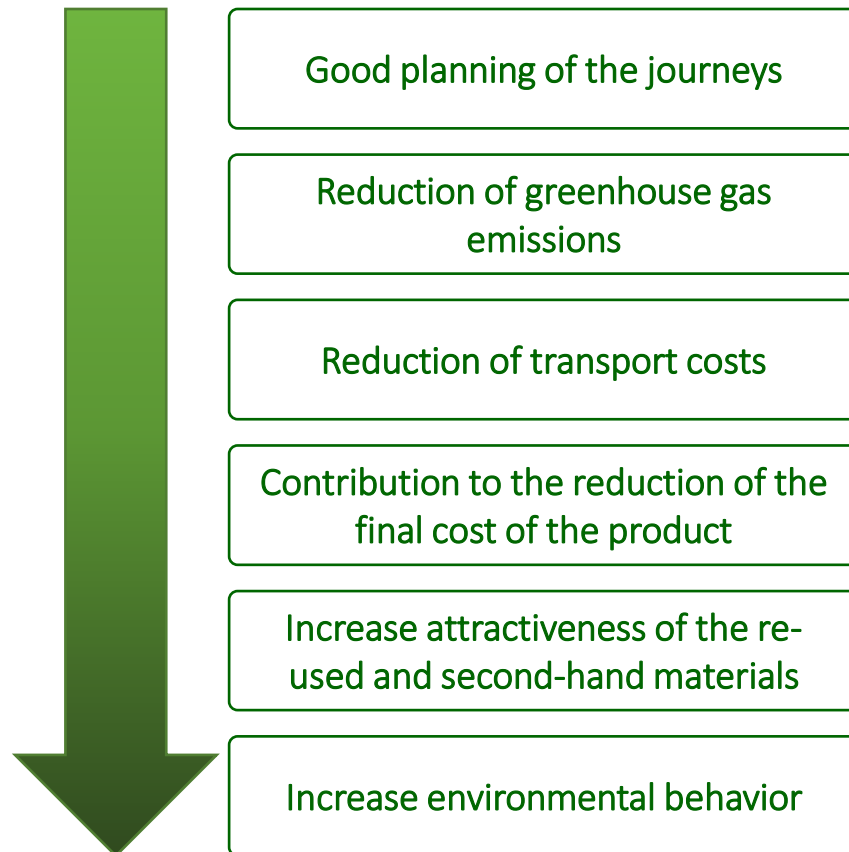 Good planning of the journeys
Reduction of greenhouse gas
emissions
Reduction of transport costs
Contribution to the reduction of the
final cost of the product
Increase attractiveness of the re-
used and second-hand materials
Increase environmental behavior